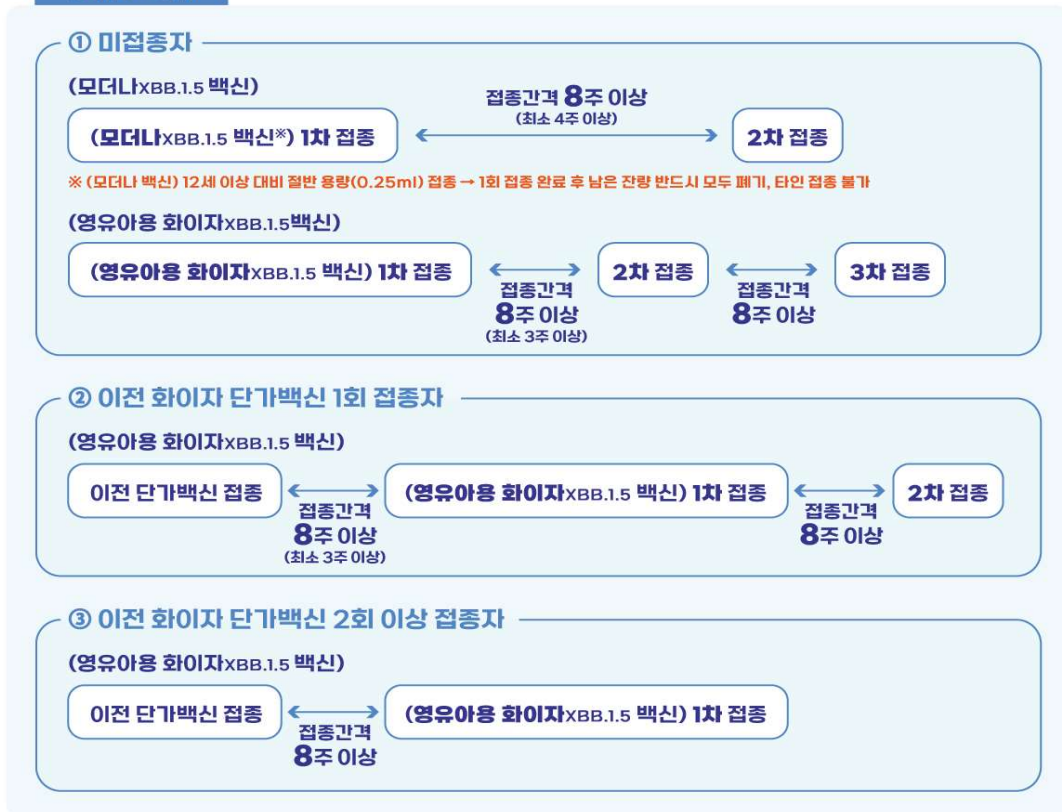 ① 미접종자
(모더나XBB.1.5 백신)
(모더나XBB.1.5 백신※) 1차 접종
접종간격 8주 이상
(최소 4주 이상)
2차 접종
※ (모더나 백신) 12세 이상 대비 절반 용량(0.25ml) 접종 → 1회 접종 완료 후 남은 잔량 반드시 모두 폐기, 타인 접종 불가
(영유아용 화이자XBB.1.5백신)
(영유아용 화이자XBB.1.5 백신) 1차 접종
접종간격
8주 이상
(최소 3주 이상)
2차 접종
접종간격
8주 이상
3차 접종
② 이전 화이자 단가백신 1회 접종자
(영유아용 화이자XBB.1.5 백신)
이전 단가백신 접종
접종간격
8주 이상
(최소 3주 이상)
(영유아용 화이자XBB.1.5 백신) 1차 접종
접종간격
8주 이상
2차 접종
③ 이전 화이자 단가백신 2회 이상 접종자
(영유아용 화이자XBB.1.5 백신)
이전 단가백신 접종
접종간격
8주 이상
(영유아용 화이자XBB.1.5 백신) 1차 접종